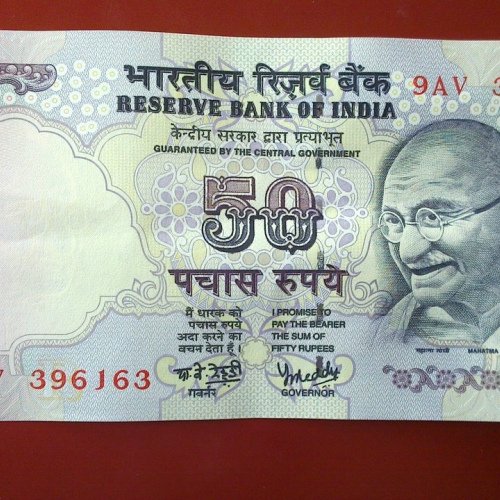 भारतीय रिज़र्व बैंक
9AV 3
RESERVE BANK OF INDIA
केन्द्रीय सरकार द्वारा प्रत्याभूत
GUARANTEED BY THE CENTRAL GOVERNMENT
50
पचास रुपये
मैं धारक को
पचास रुपये
अदा करने का
वचन देता हूँ ।
I PROMISE TO
PAY THE BEARER
THE SUM OF
FIFTY RUPEES
महात्मा गांधी
MAHATMA
396163
गवर्नर
GOVERNOR